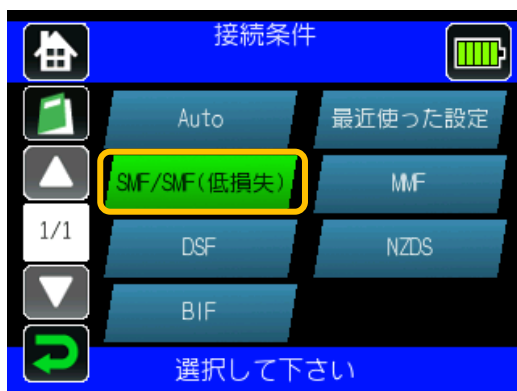 接続条件
Auto
最近使った設定
SMF/SMF(低損失)
MMF
1/1
DSF
NZDS
BIF
選択して下さい